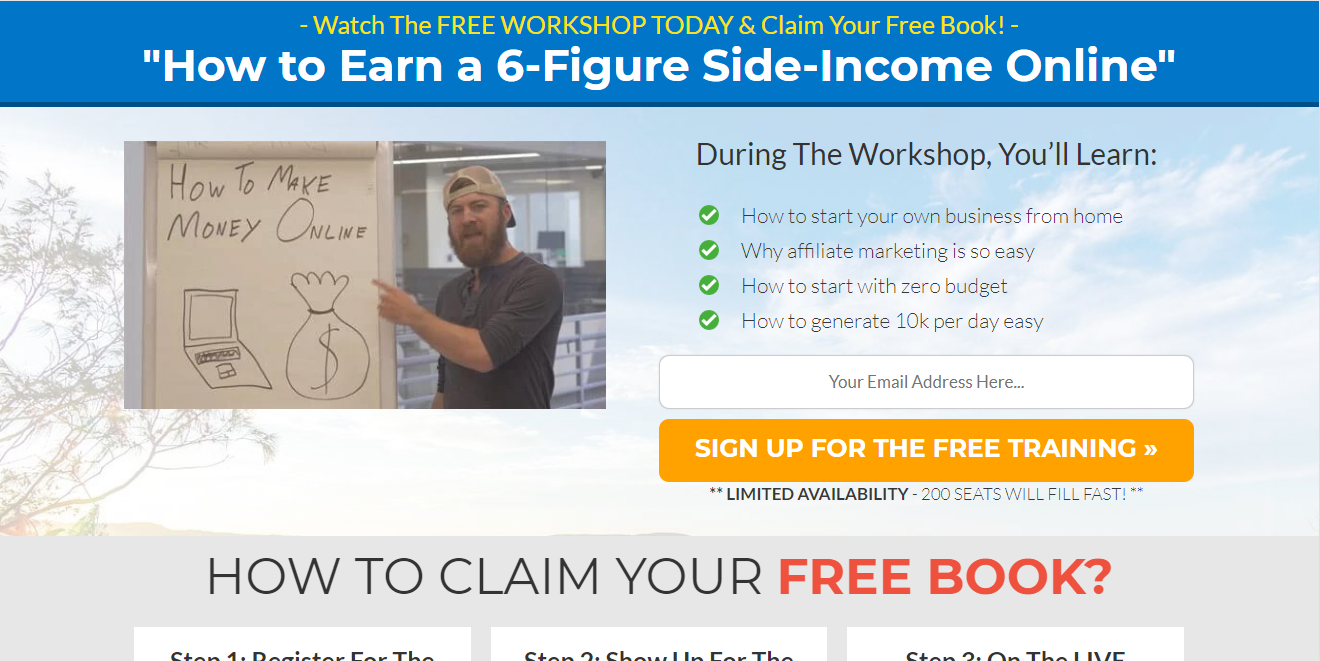 - Watch The FREE WORKSHOP TODAY & Claim Your Free Book! -
"How to Earn a 6-Figure Side-Income Online"
HOW TO MAKE
MONEY ONLINE
$
During The Workshop, You’ll Learn:
How to start your own business from home
Why affiliate marketing is so easy
How to start with zero budget
How to generate 10k per day easy
Your Email Address Here...
SIGN UP FOR THE FREE TRAINING »
** LIMITED AVAILABILITY - 200 SEATS WILL FILL FAST! **
HOW TO CLAIM YOUR FREE BOOK?
Step 1: Register For The
Step 2: Show Up For The
Step 3: On The LIVE